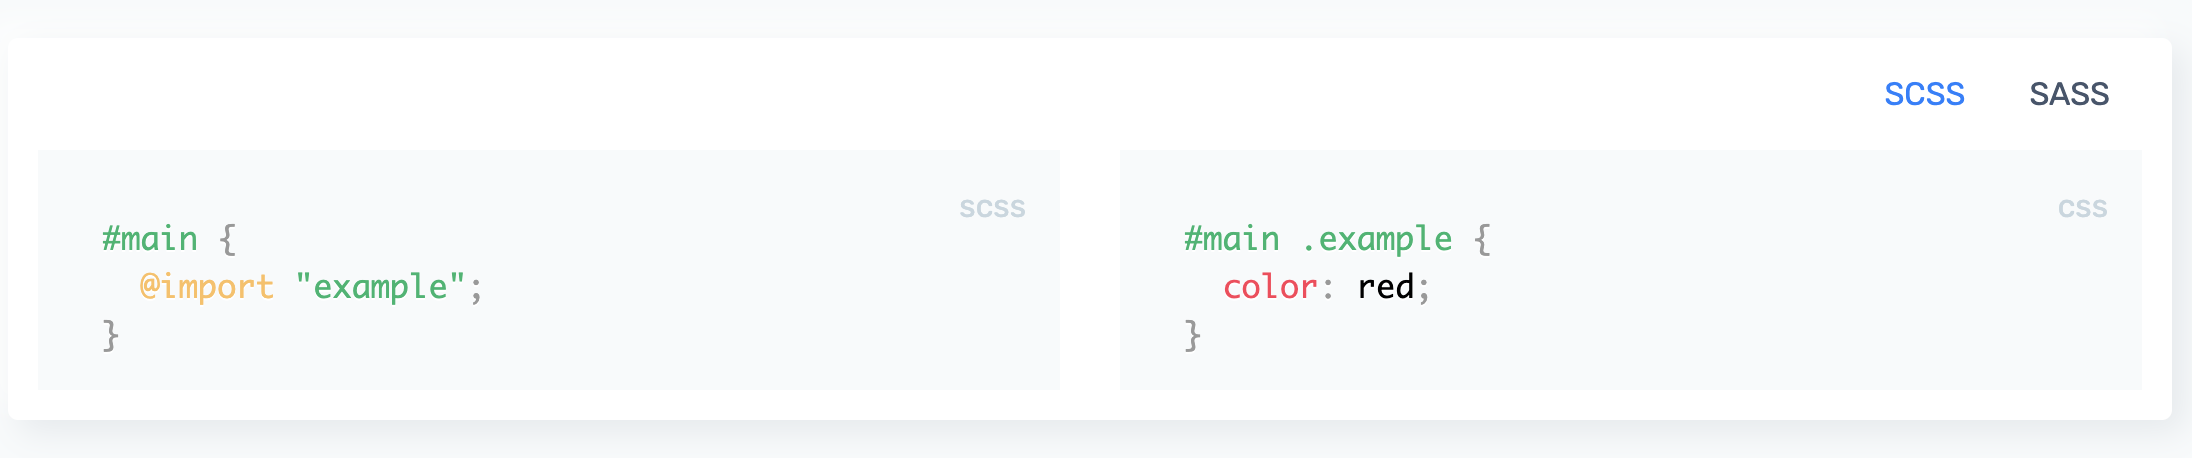 SCSS SASS
SCSS
#main {
  @import "example";
}
CSS
#main .example {
  color: red;
}